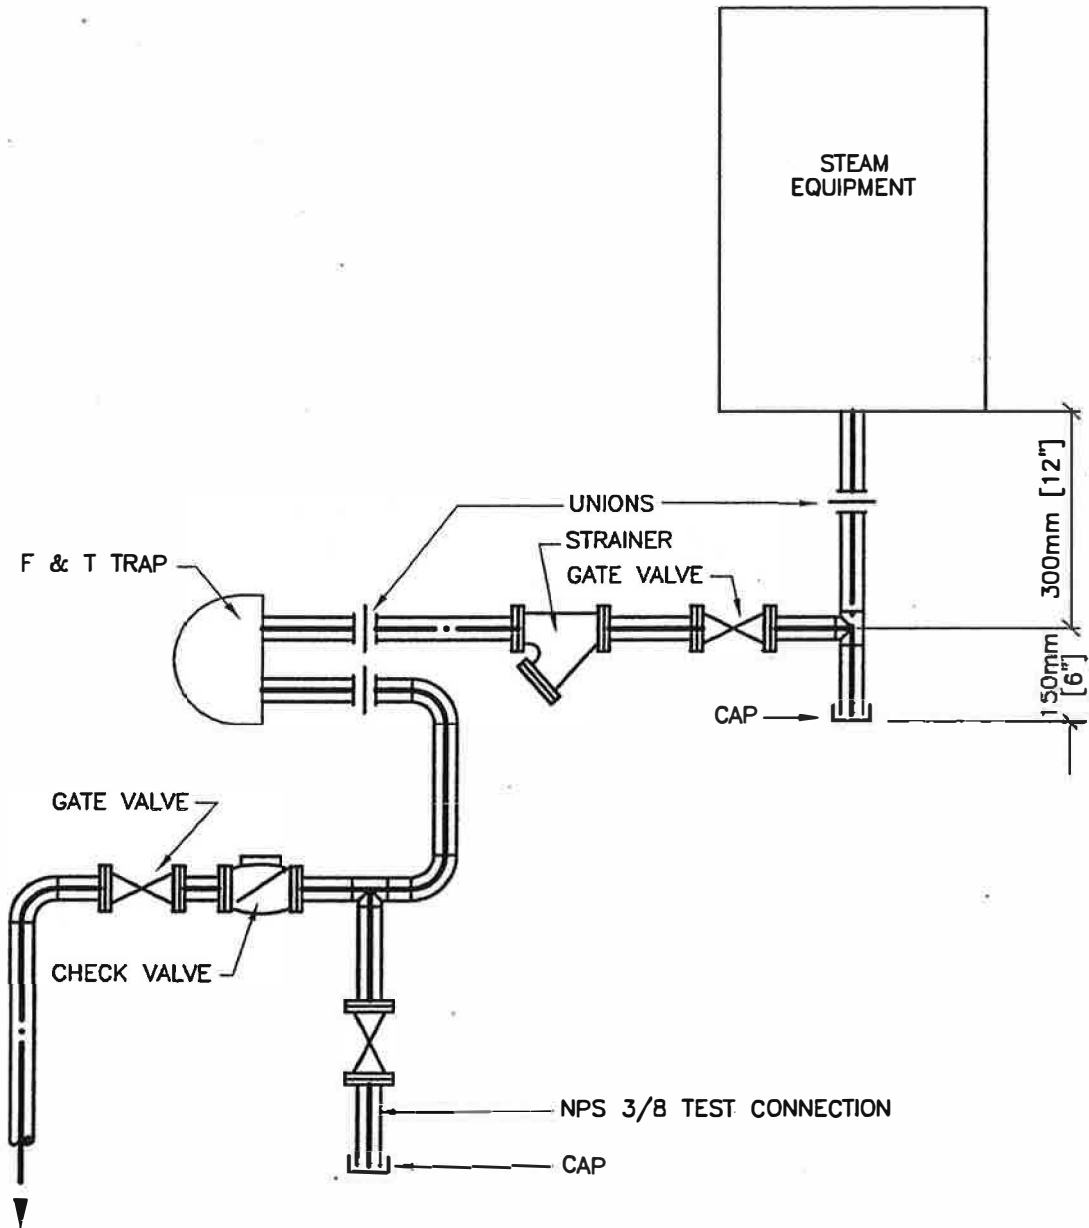 STEAM
EQUIPMENT
300mm [12"]
UNIONS
STRAINER
F & T TRAP
GATE VALVE
150mm
[6"]
CAP
GATE VALVE
CHECK VALVE
NPS 3/8 TEST CONNECTION
CAP